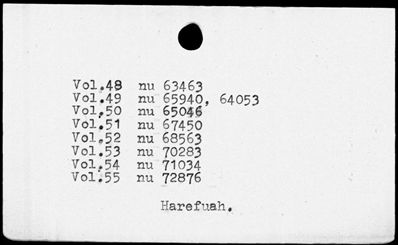 Vol.48 nu 63463
Vol.49 nu 65940, 64053
Vol.50 nu 65046
Vol.51 nu 67450
Vol.52 nu 68563
Vol.53 nu 70283
Vol.54 nu 71034
Vol.55 nu 72876
Harefuah.